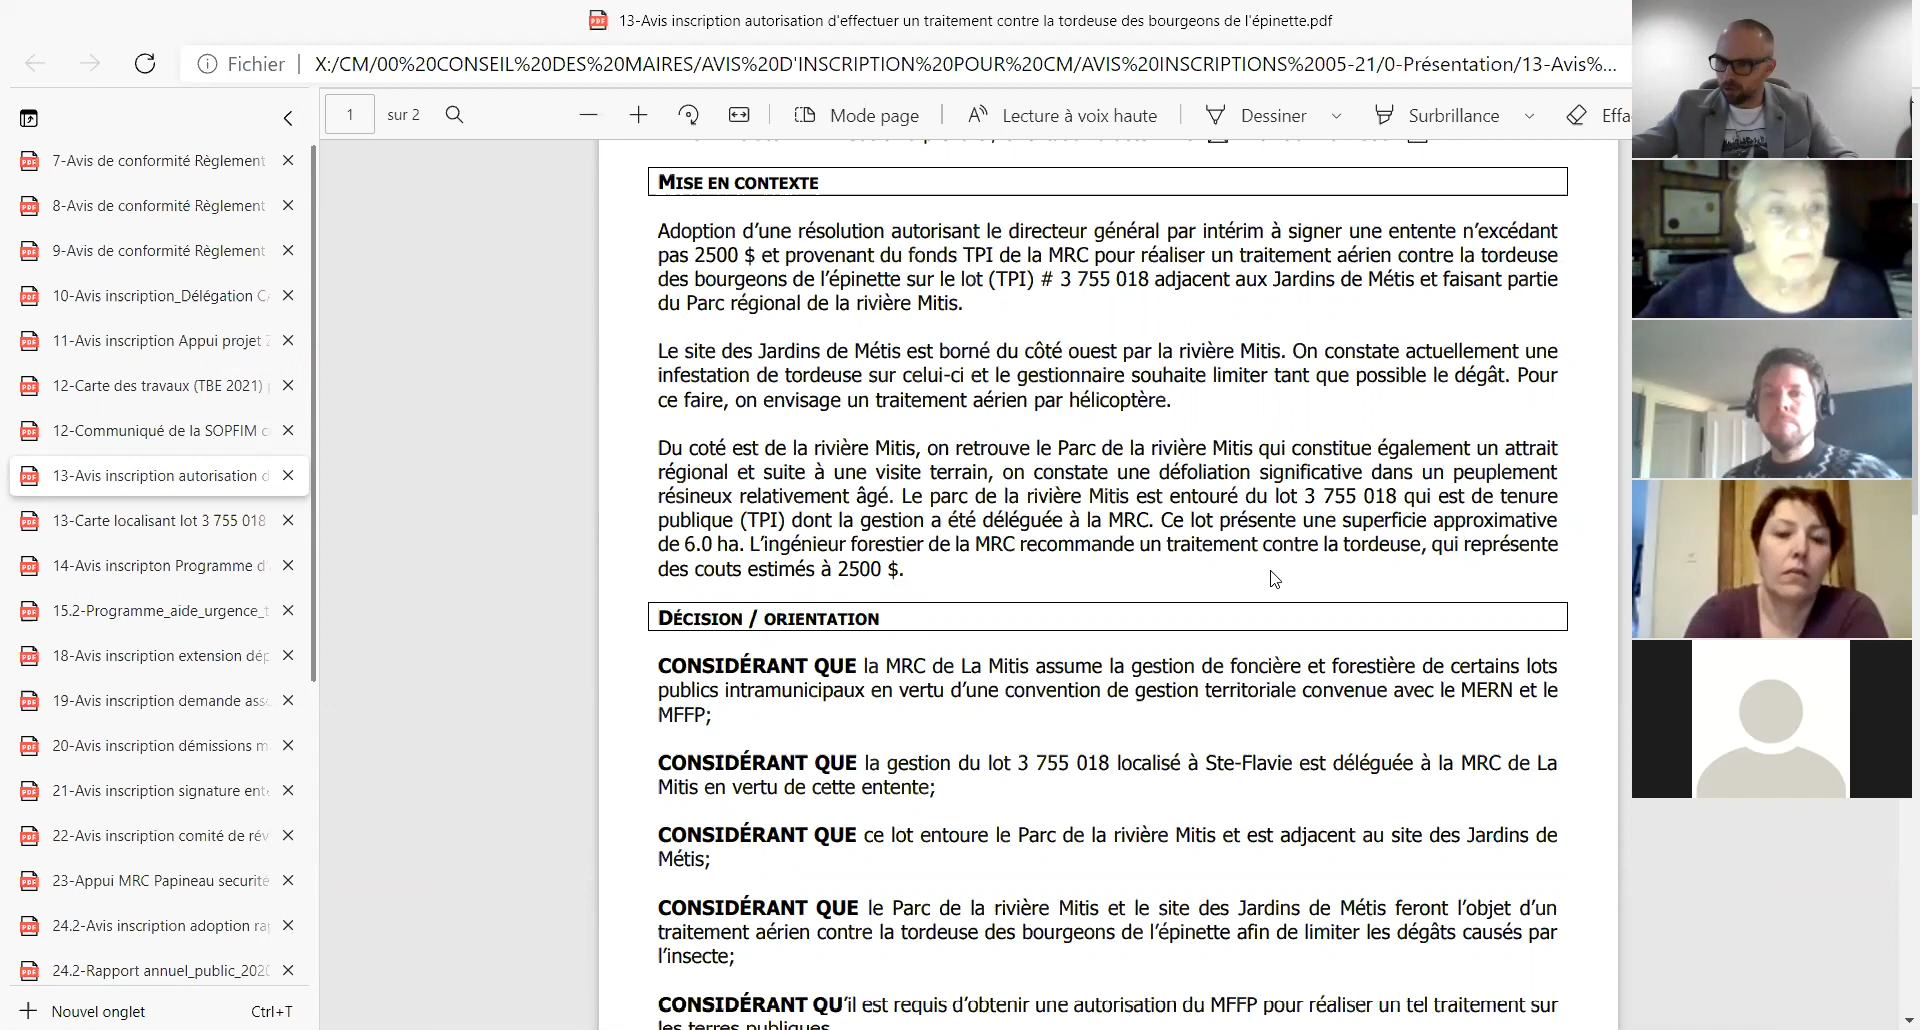 13-Avis inscription autorisation d'effectuer un traitement contre la tordeuse des bourgeons de l'épinette.pdf
Fichier
X:/CM/00%20CONSEIL%20DES%20MAIRES/AVIS%20D'INSCRIPTION%20POUR%20CM/AVIS%20INSCRIPTIONS%2005-21/0-Présentation/13-Avis%...
1 sur 2
Mode page
Lecture à voix haute
Dessiner
Surbrillance
Effa
7-Avis de conformité Règlement
8-Avis de conformité Règlement
9-Avis de conformité Règlement
10-Avis inscription_Délégation C
11-Avis inscription Appui projet
12-Carte des travaux (TBE 2021)
12-Communiqué de la SOPFIM c
13-Avis inscription autorisation d
13-Carte localisant lot 3 755 018
14-Avis inscripton Programme d'
15.2-Programme_aide_urgence_t
18-Avis inscription extension dép
19-Avis inscription demande ass
20-Avis inscription démissions m
21-Avis inscription signature ent
22-Avis inscription comité de rév
23-Appui MRC Papineau securité
24.2-Avis inscription adoption ra
24.2-Rapport annuel_public_202
Nouvel onglet
Ctrl+T
MISE EN CONTEXTE
Adoption d'une résolution autorisant le directeur général par intérim à signer une entente n'excédant
pas 2500 $ et provenant du fonds TPI de la MRC pour réaliser un traitement aérien contre la tordeuse
des bourgeons de l'épinette sur le lot (TPI) # 3 755 018 adjacent aux Jardins de Métis et faisant partie
du Parc régional de la rivière Mitis.
Le site des Jardins de Métis est borné du côté ouest par la rivière Mitis. On constate actuellement une
infestation de tordeuse sur celui-ci et le gestionnaire souhaite limiter tant que possible le dégât. Pour
ce faire, on envisage un traitement aérien par hélicoptère.
Du coté est de la rivière Mitis, on retrouve le Parc de la rivière Mitis qui constitue également un attrait
régional et suite à une visite terrain, on constate une défoliation significative dans un peuplement
résineux relativement âgé. Le parc de la rivière Mitis est entouré du lot 3 755 018 qui est de tenure
publique (TPI) dont la gestion a été déléguée à la MRC. Ce lot présente une superficie approximative
de 6.0 ha. L'ingénieur forestier de la MRC recommande un traitement contre la tordeuse, qui représente
des couts estimés à 2500 $.
DÉCISION / ORIENTATION
CONSIDÉRANT QUE la MRC de La Mitis assume la gestion de foncière et forestière de certains lots
publics intramunicipaux en vertu d'une convention de gestion territoriale convenue avec le MERN et le
MFFP;
CONSIDÉRANT QUE la gestion du lot 3 755 018 localisé à Ste-Flavie est déléguée à la MRC de La
Mitis en vertu de cette entente;
CONSIDÉRANT QUE ce lot entoure le Parc de la rivière Mitis et est adjacent au site des Jardins de
Métis;
CONSIDÉRANT QUE le Parc de la rivière Mitis et le site des Jardins de Métis feront l'objet d'un
traitement aérien contre la tordeuse des bourgeons de l'épinette afin de limiter les dégâts causés par
l'insecte;
CONSIDÉRANT QU'il est requis d'obtenir une autorisation du MFFP pour réaliser un tel traitement sur
les terres publiques